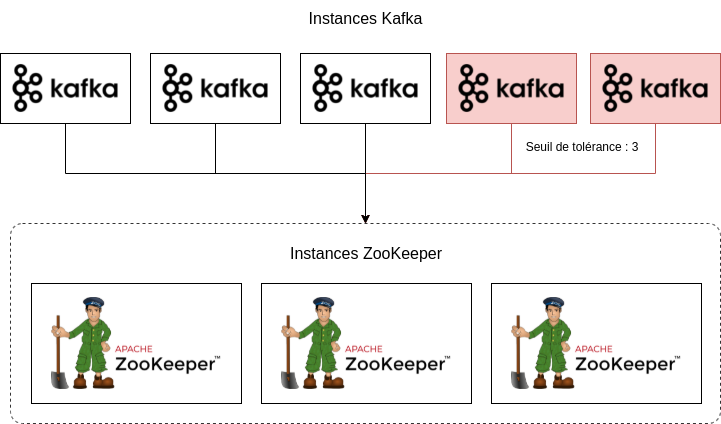 Instances Kafka
kafka
kafka
kafka
kafka
kafka
Seuil de tolérance : 3
Instances ZooKeeper
APACHE
ZooKeeper™
APACHE
ZooKeeper™
APACHE
ZooKeeper™